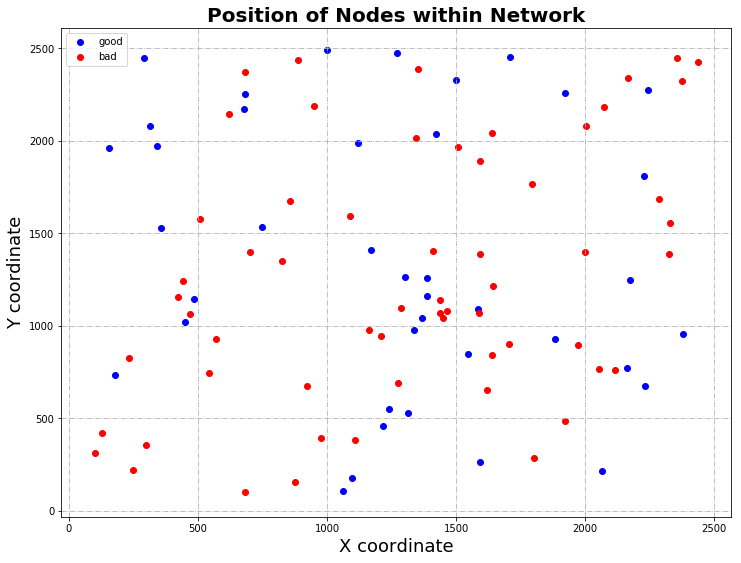 Position of Nodes within Network
good
bad
Y coordinate
2500
2000
1500
1000
500
0
0 500 1000 1500 2000 2500
X coordinate